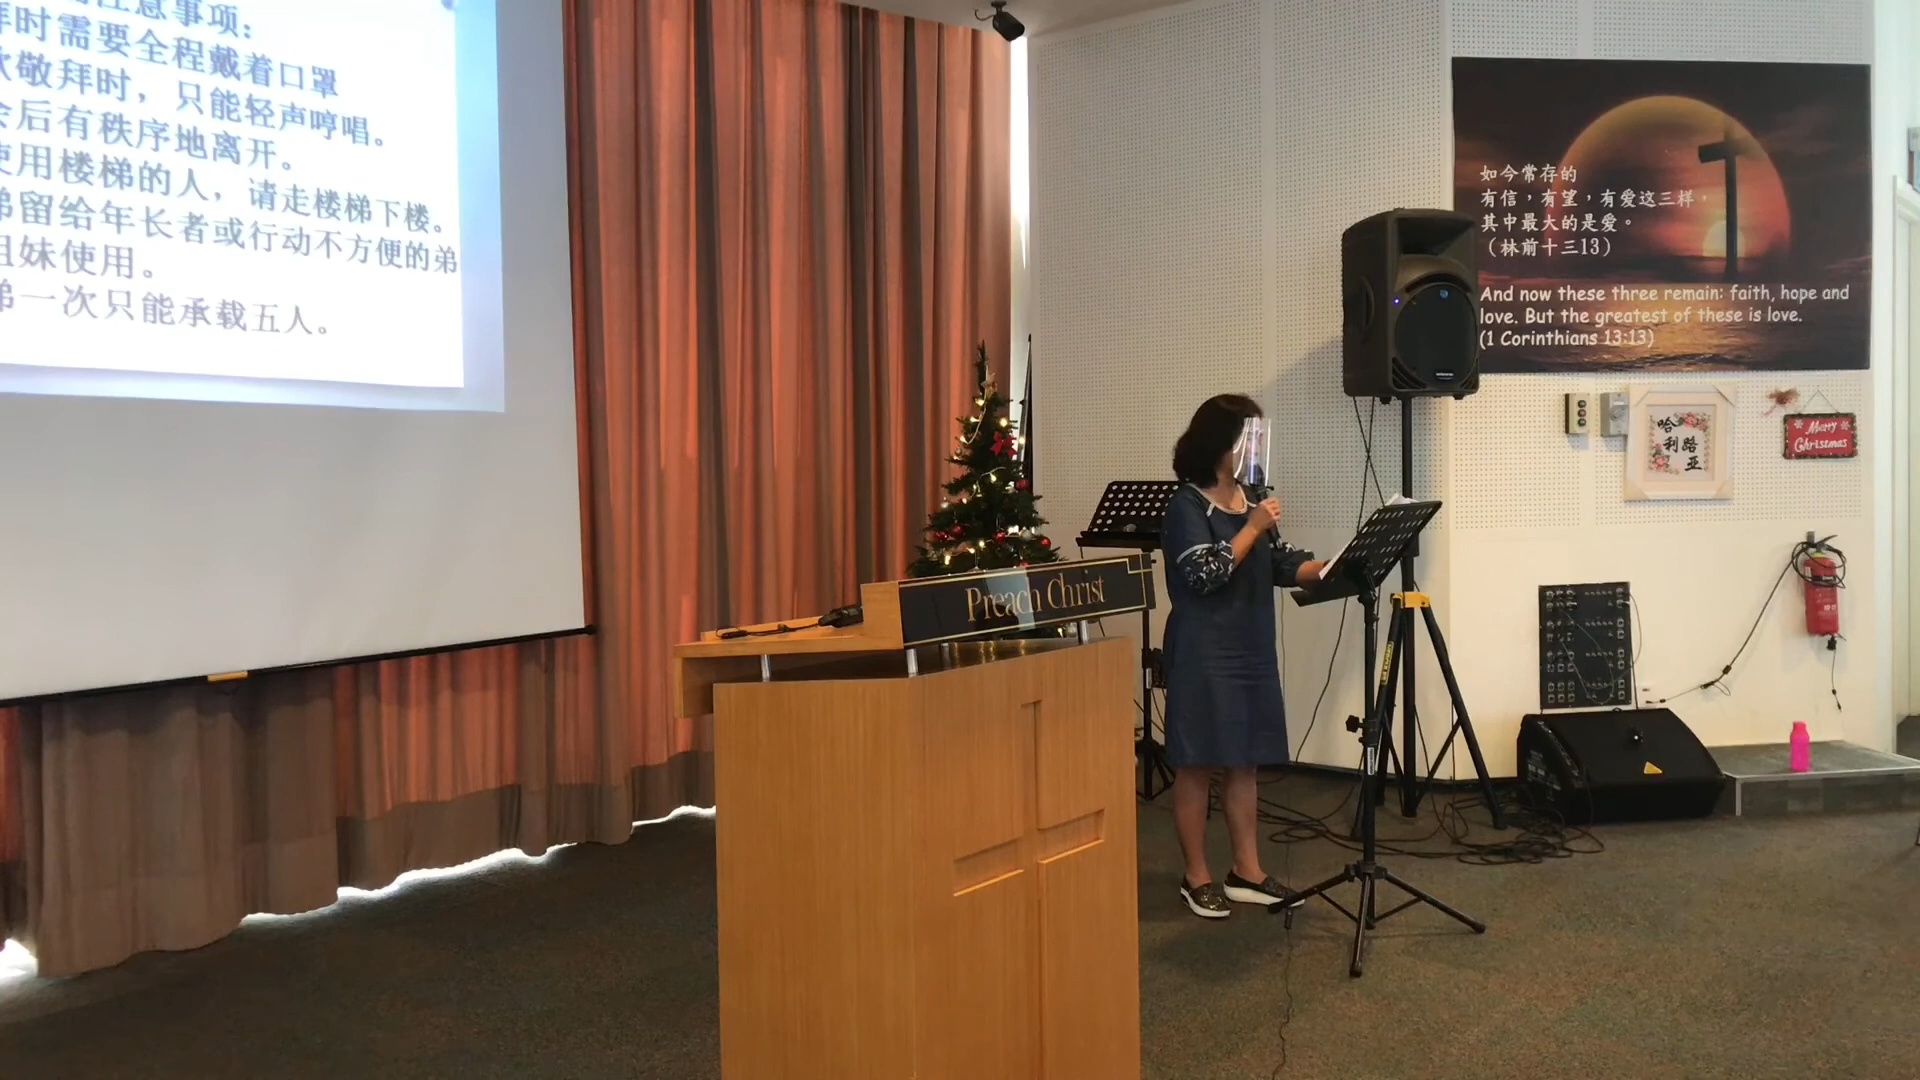 注意事项：
拜时需要全程戴着口罩
敬拜时，只能轻声哼唱。
后有秩序地离开。
使用楼梯的人，请走楼梯下楼。
梯留给年长者或行动不方便的弟
姐妹使用。
梯一次只能承载五人。
如今常存的
有信，有望，有爱这三样，
其中最大的是爱。
（林前十三13）
And now these three remain: faith, hope and
love. But the greatest of these is love.
(1 Corinthians 13:13)
哈
利路
亚
Merry
Christmas
Preach Christ